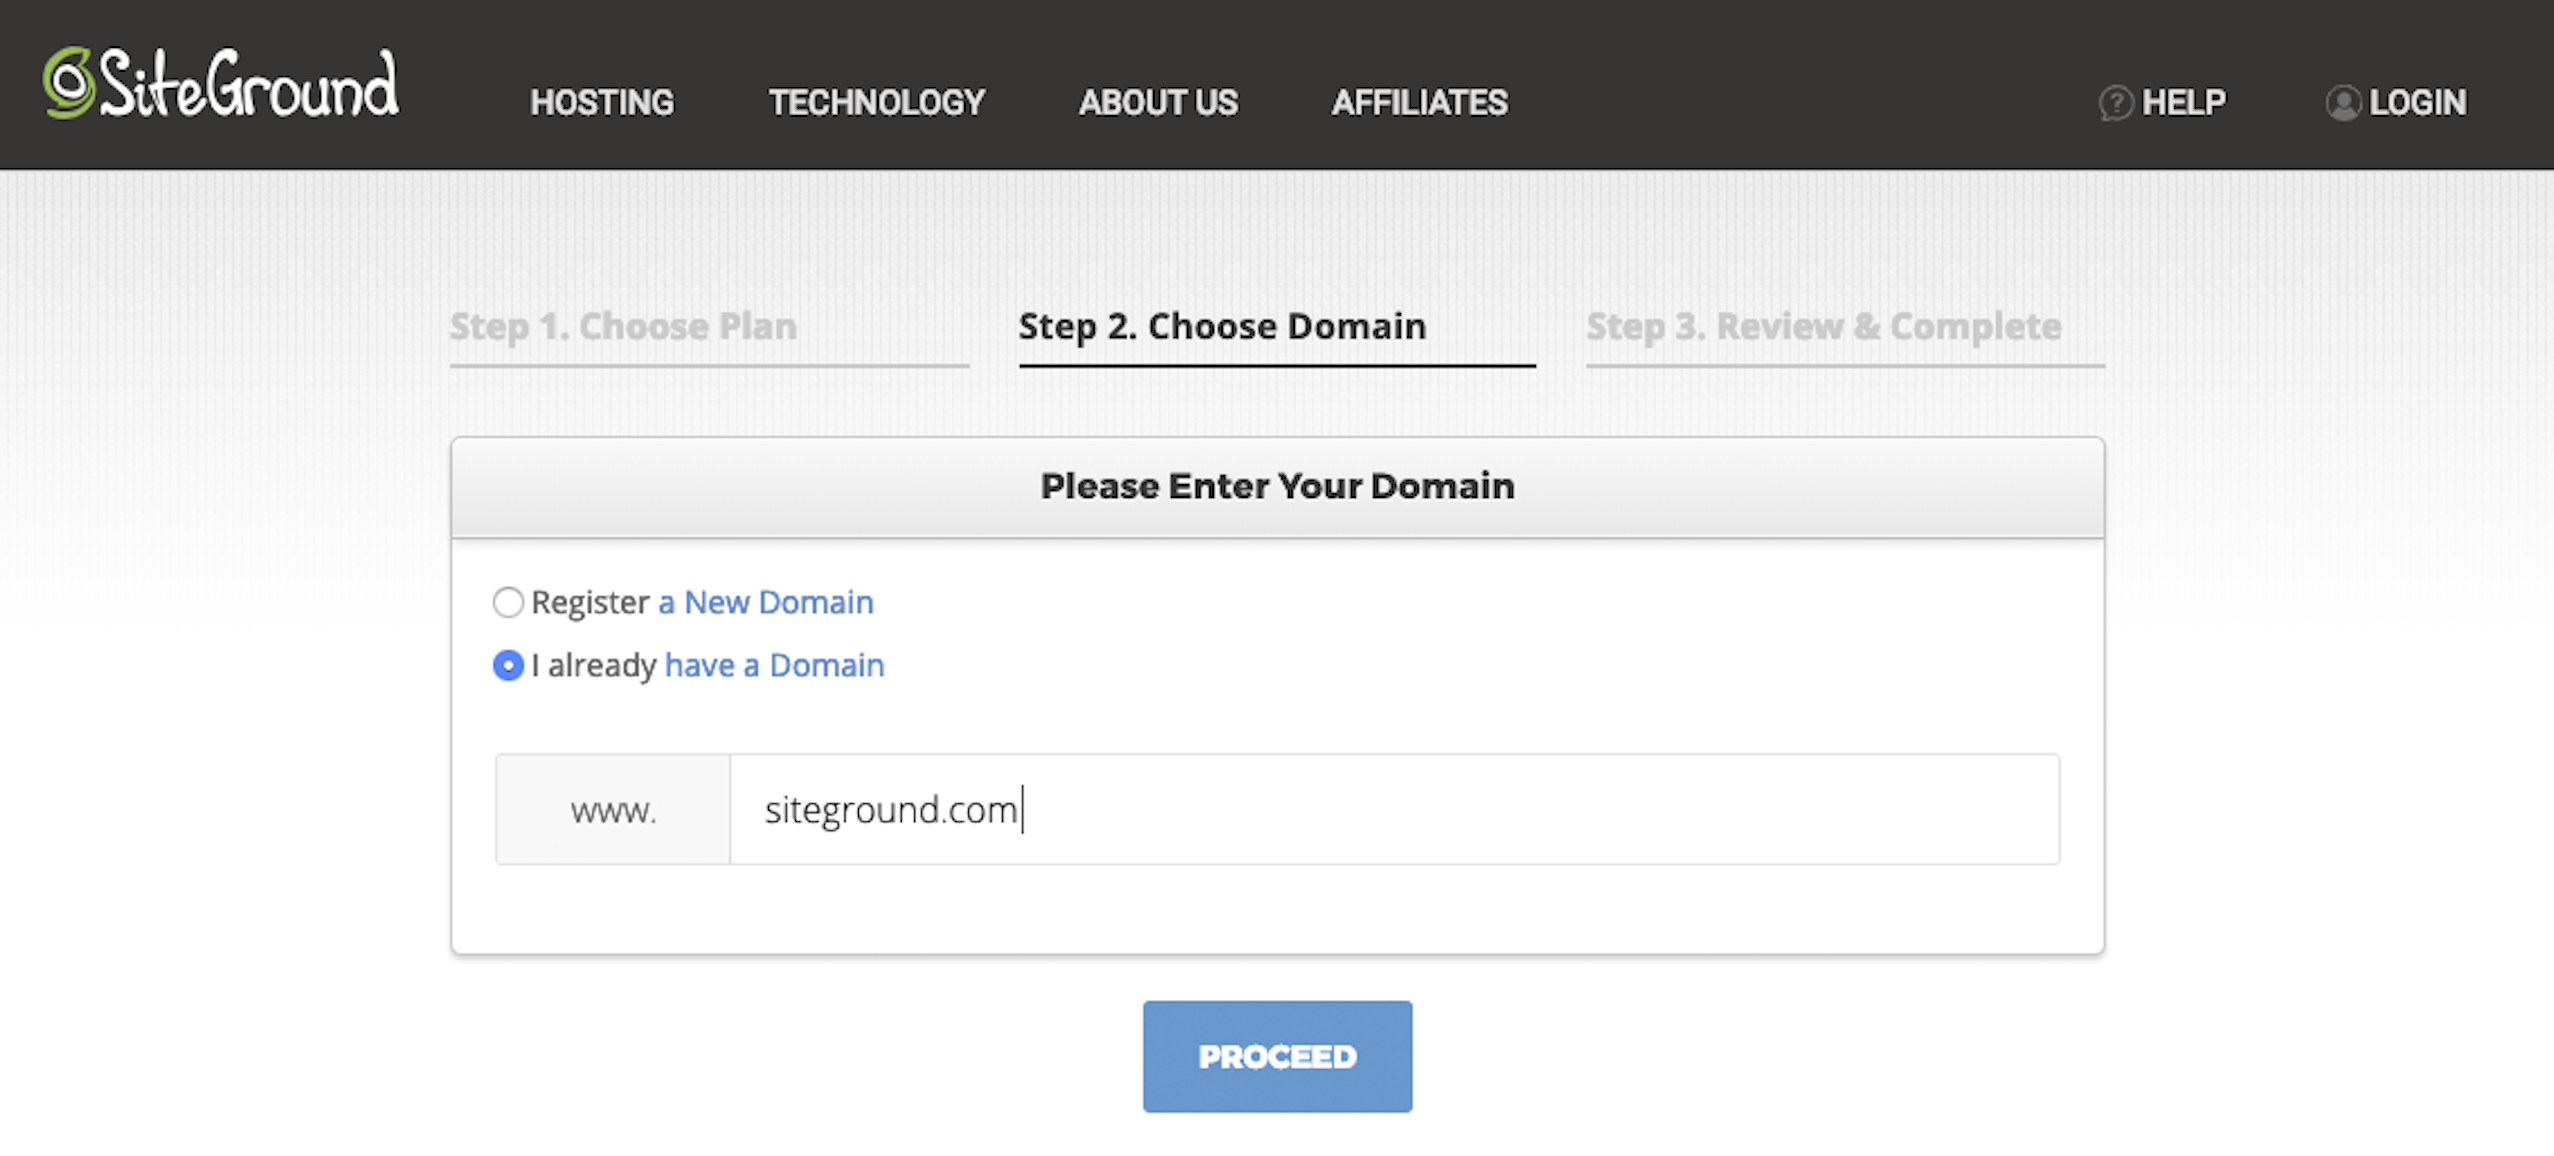 SiteGround HOSTING TECHNOLOGY ABOUT US AFFILIATES HELP LOGIN
Step 1. Choose Plan Step 2. Choose Domain Step 3. Review & Complete
Please Enter Your Domain
Register a New Domain
I already have a Domain
www. siteground.com
PROCEED